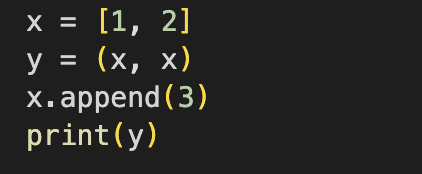 x = [1, 2]
y = (x, x)
x.append(3)
print(y)